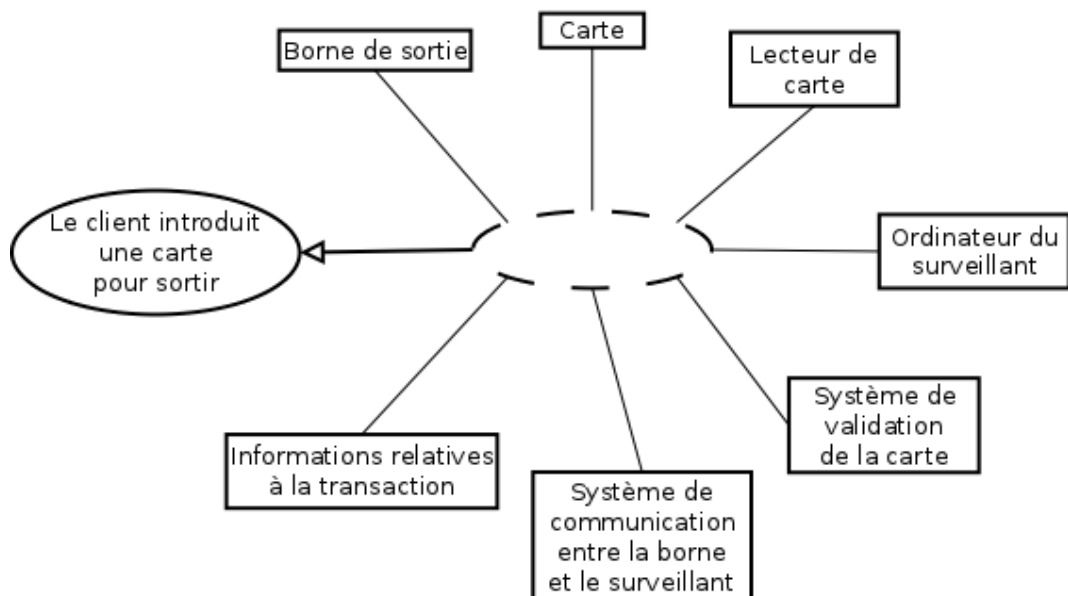 Borne de sortie
Carte
Lecteur de
carte
Le client introduit
une carte
pour sortir
Ordinateur du
surveillant
Informations relatives
à la transaction
Système de
communication
entre la borne
et le surveillant
Système de
validation
de la carte